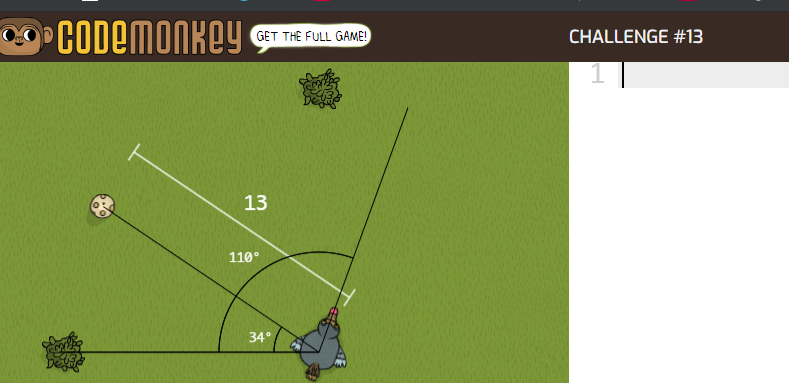 CODEMONKEY
GET THE FULL GAME!
CHALLENGE #13
1
13
110°
34°